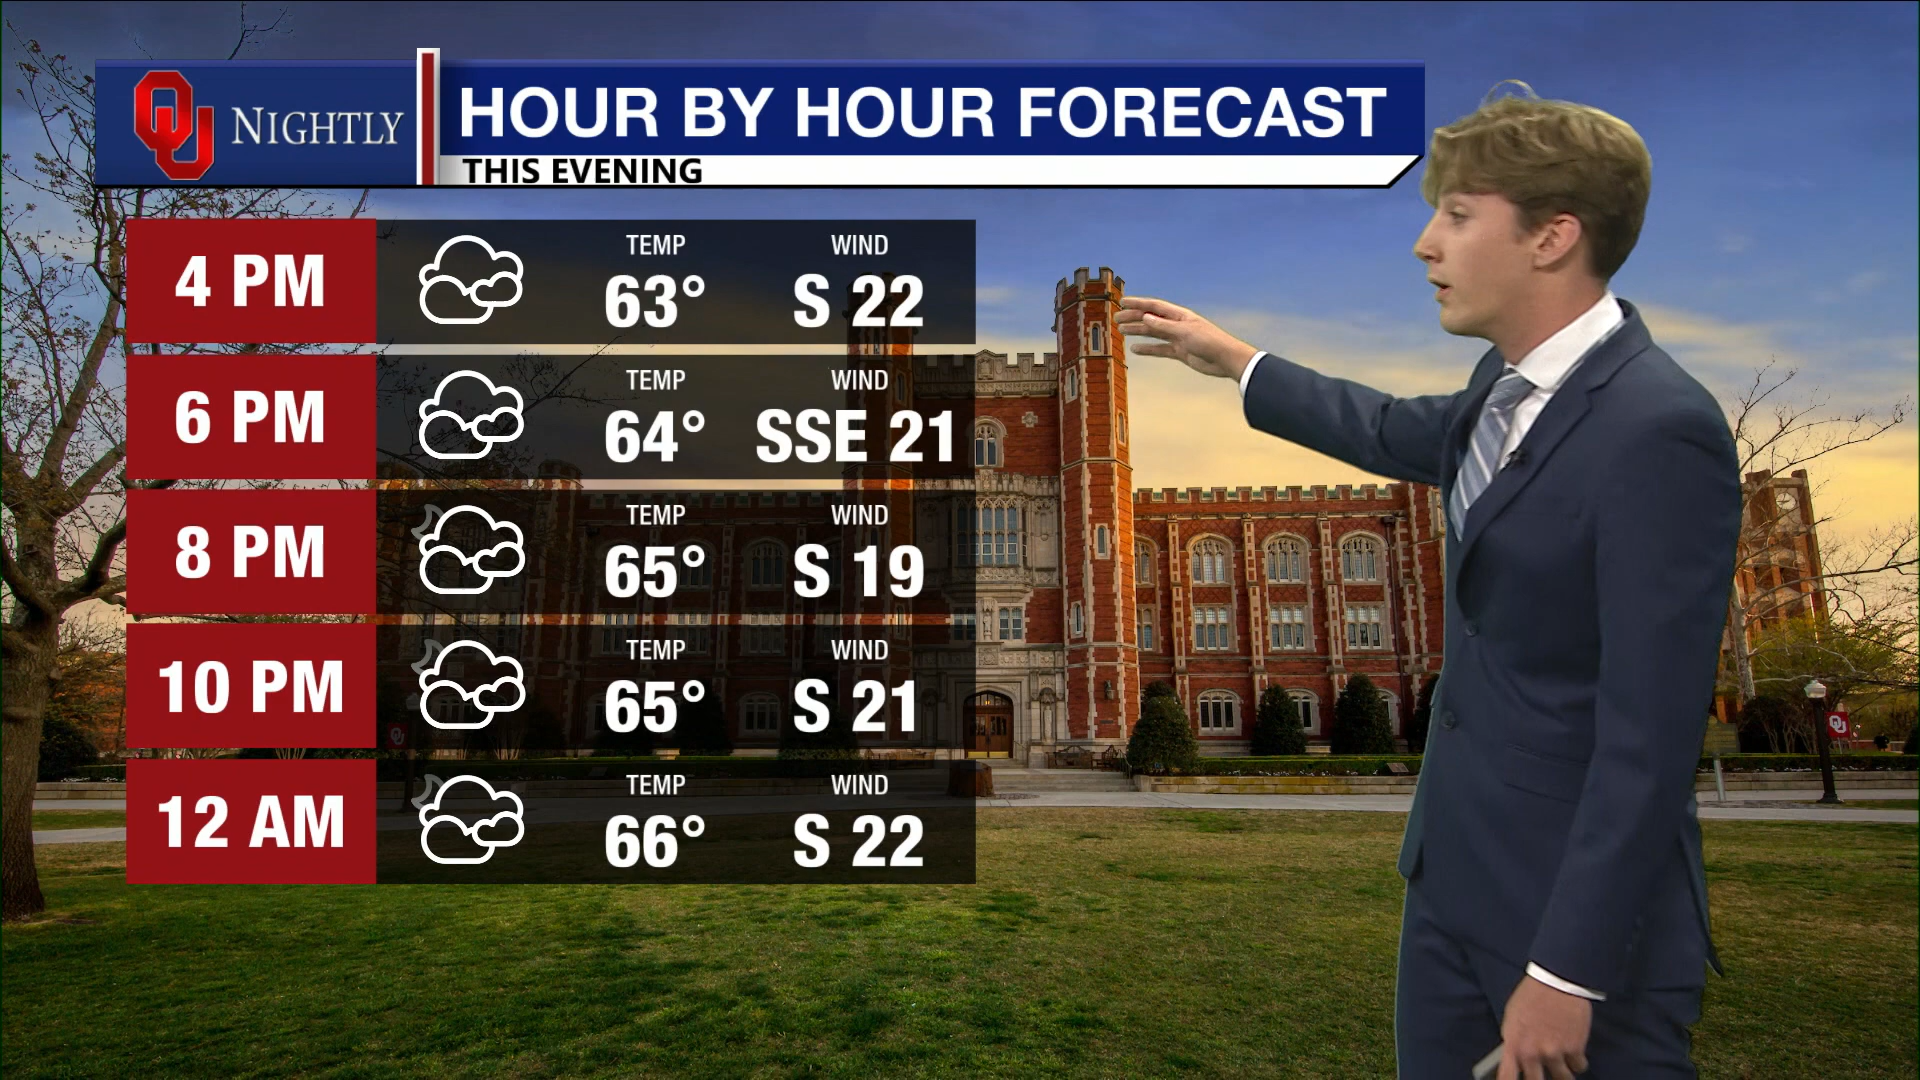 OU NIGHTLY
HOUR BY HOUR FORECAST
THIS EVENING
4 PM
TEMP
63°
WIND
S 22
6 PM
TEMP
64°
WIND
SSE 21
8 PM
TEMP
65°
WIND
S 19
10 PM
TEMP
65°
WIND
S 21
12 AM
TEMP
66°
WIND
S 22
OU